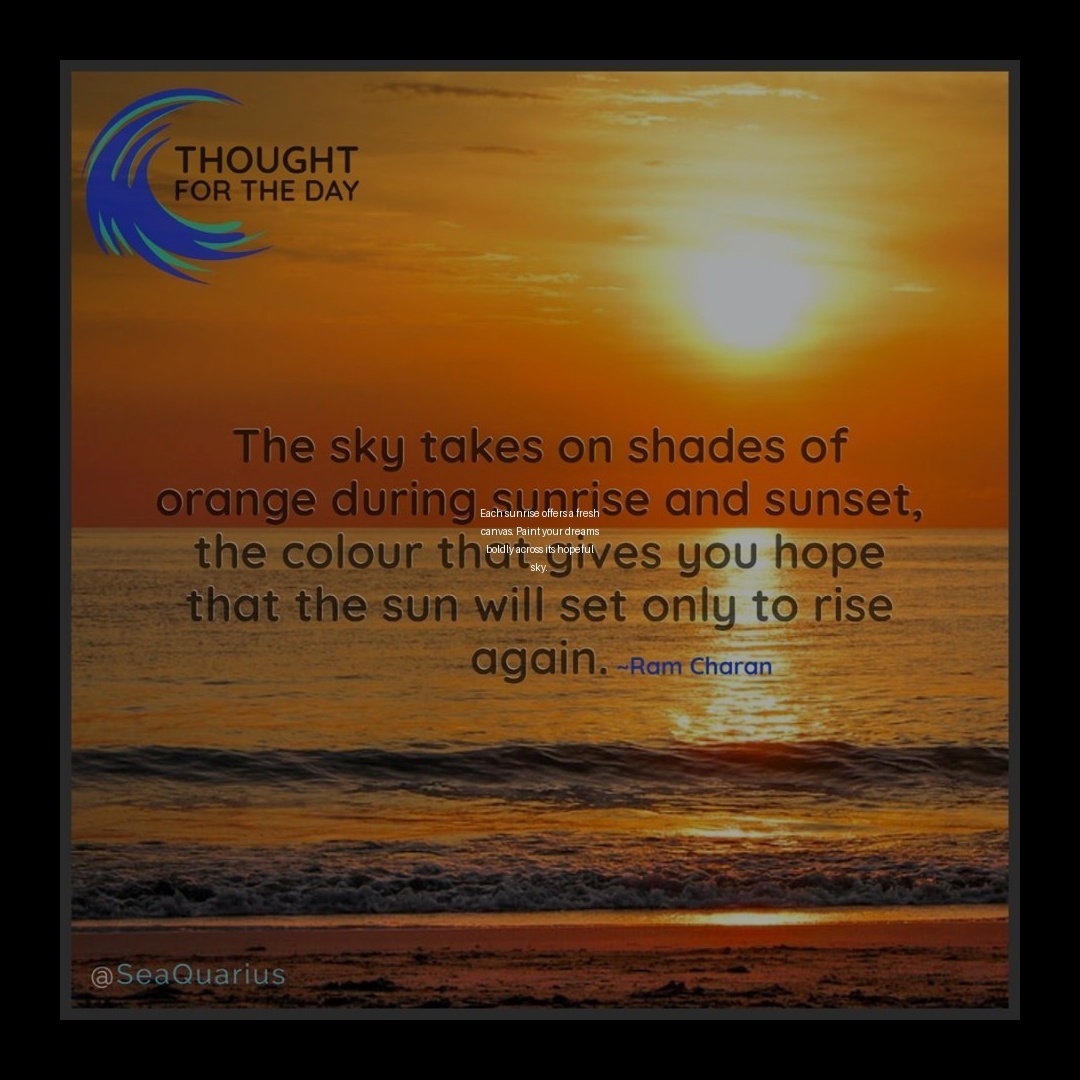 THOUGHT
FOR THE DAY
The sky takes on shades of
orange during sunrise and sunset,
the colour that gives you hope
that the sun will set only to rise
again. ~Ram Charan
Each sunrise offers a fresh
canvas. Paint your dreams
boldly across its hopeful
sky.
@SeaQuarius